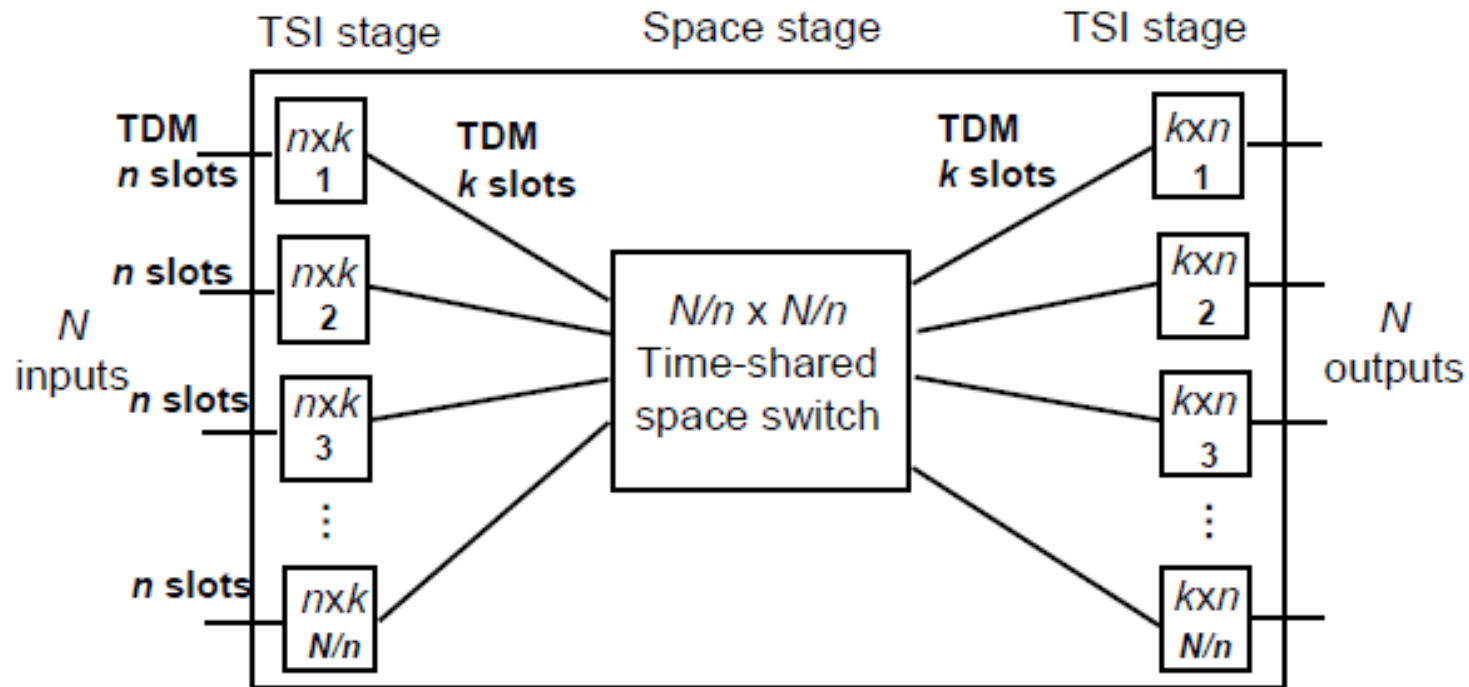 TSI stage
Space stage
TSI stage
TDM
n slots
nxk
1
TDM
k slots
TDM
k slots
kxn
1
n slots
nxk
2
kxn
2
N
inputs
N/n x N/n
Time-shared
space switch
N
outputs
n slots
nxk
3
kxn
3
⋮
⋮
n slots
nxk
N/n
kxn
N/n